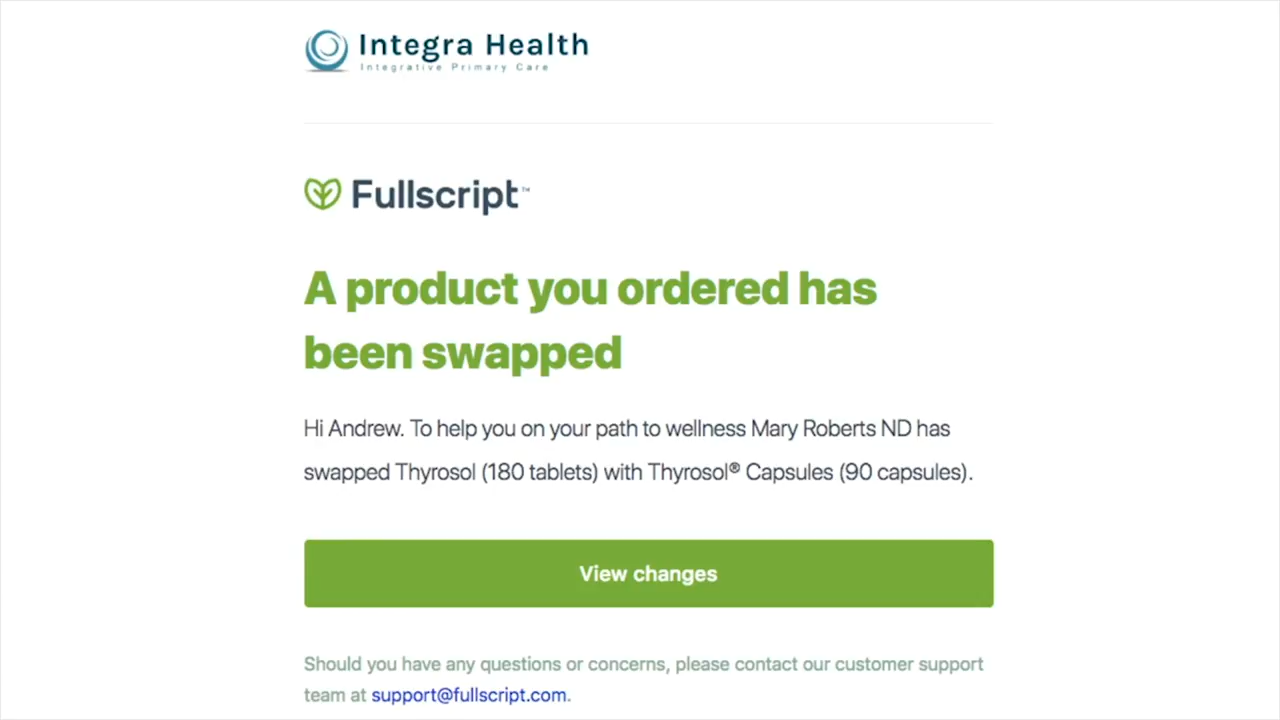 Integra Health
Integrative Primary Care
Fullscript™
A product you ordered has
been swapped
Hi Andrew. To help you on your path to wellness Mary Roberts ND has
swapped Thyrosol (180 tablets) with Thyrosol® Capsules (90 capsules).
View changes
Should you have any questions or concerns, please contact our customer support
team at support@fullscript.com.